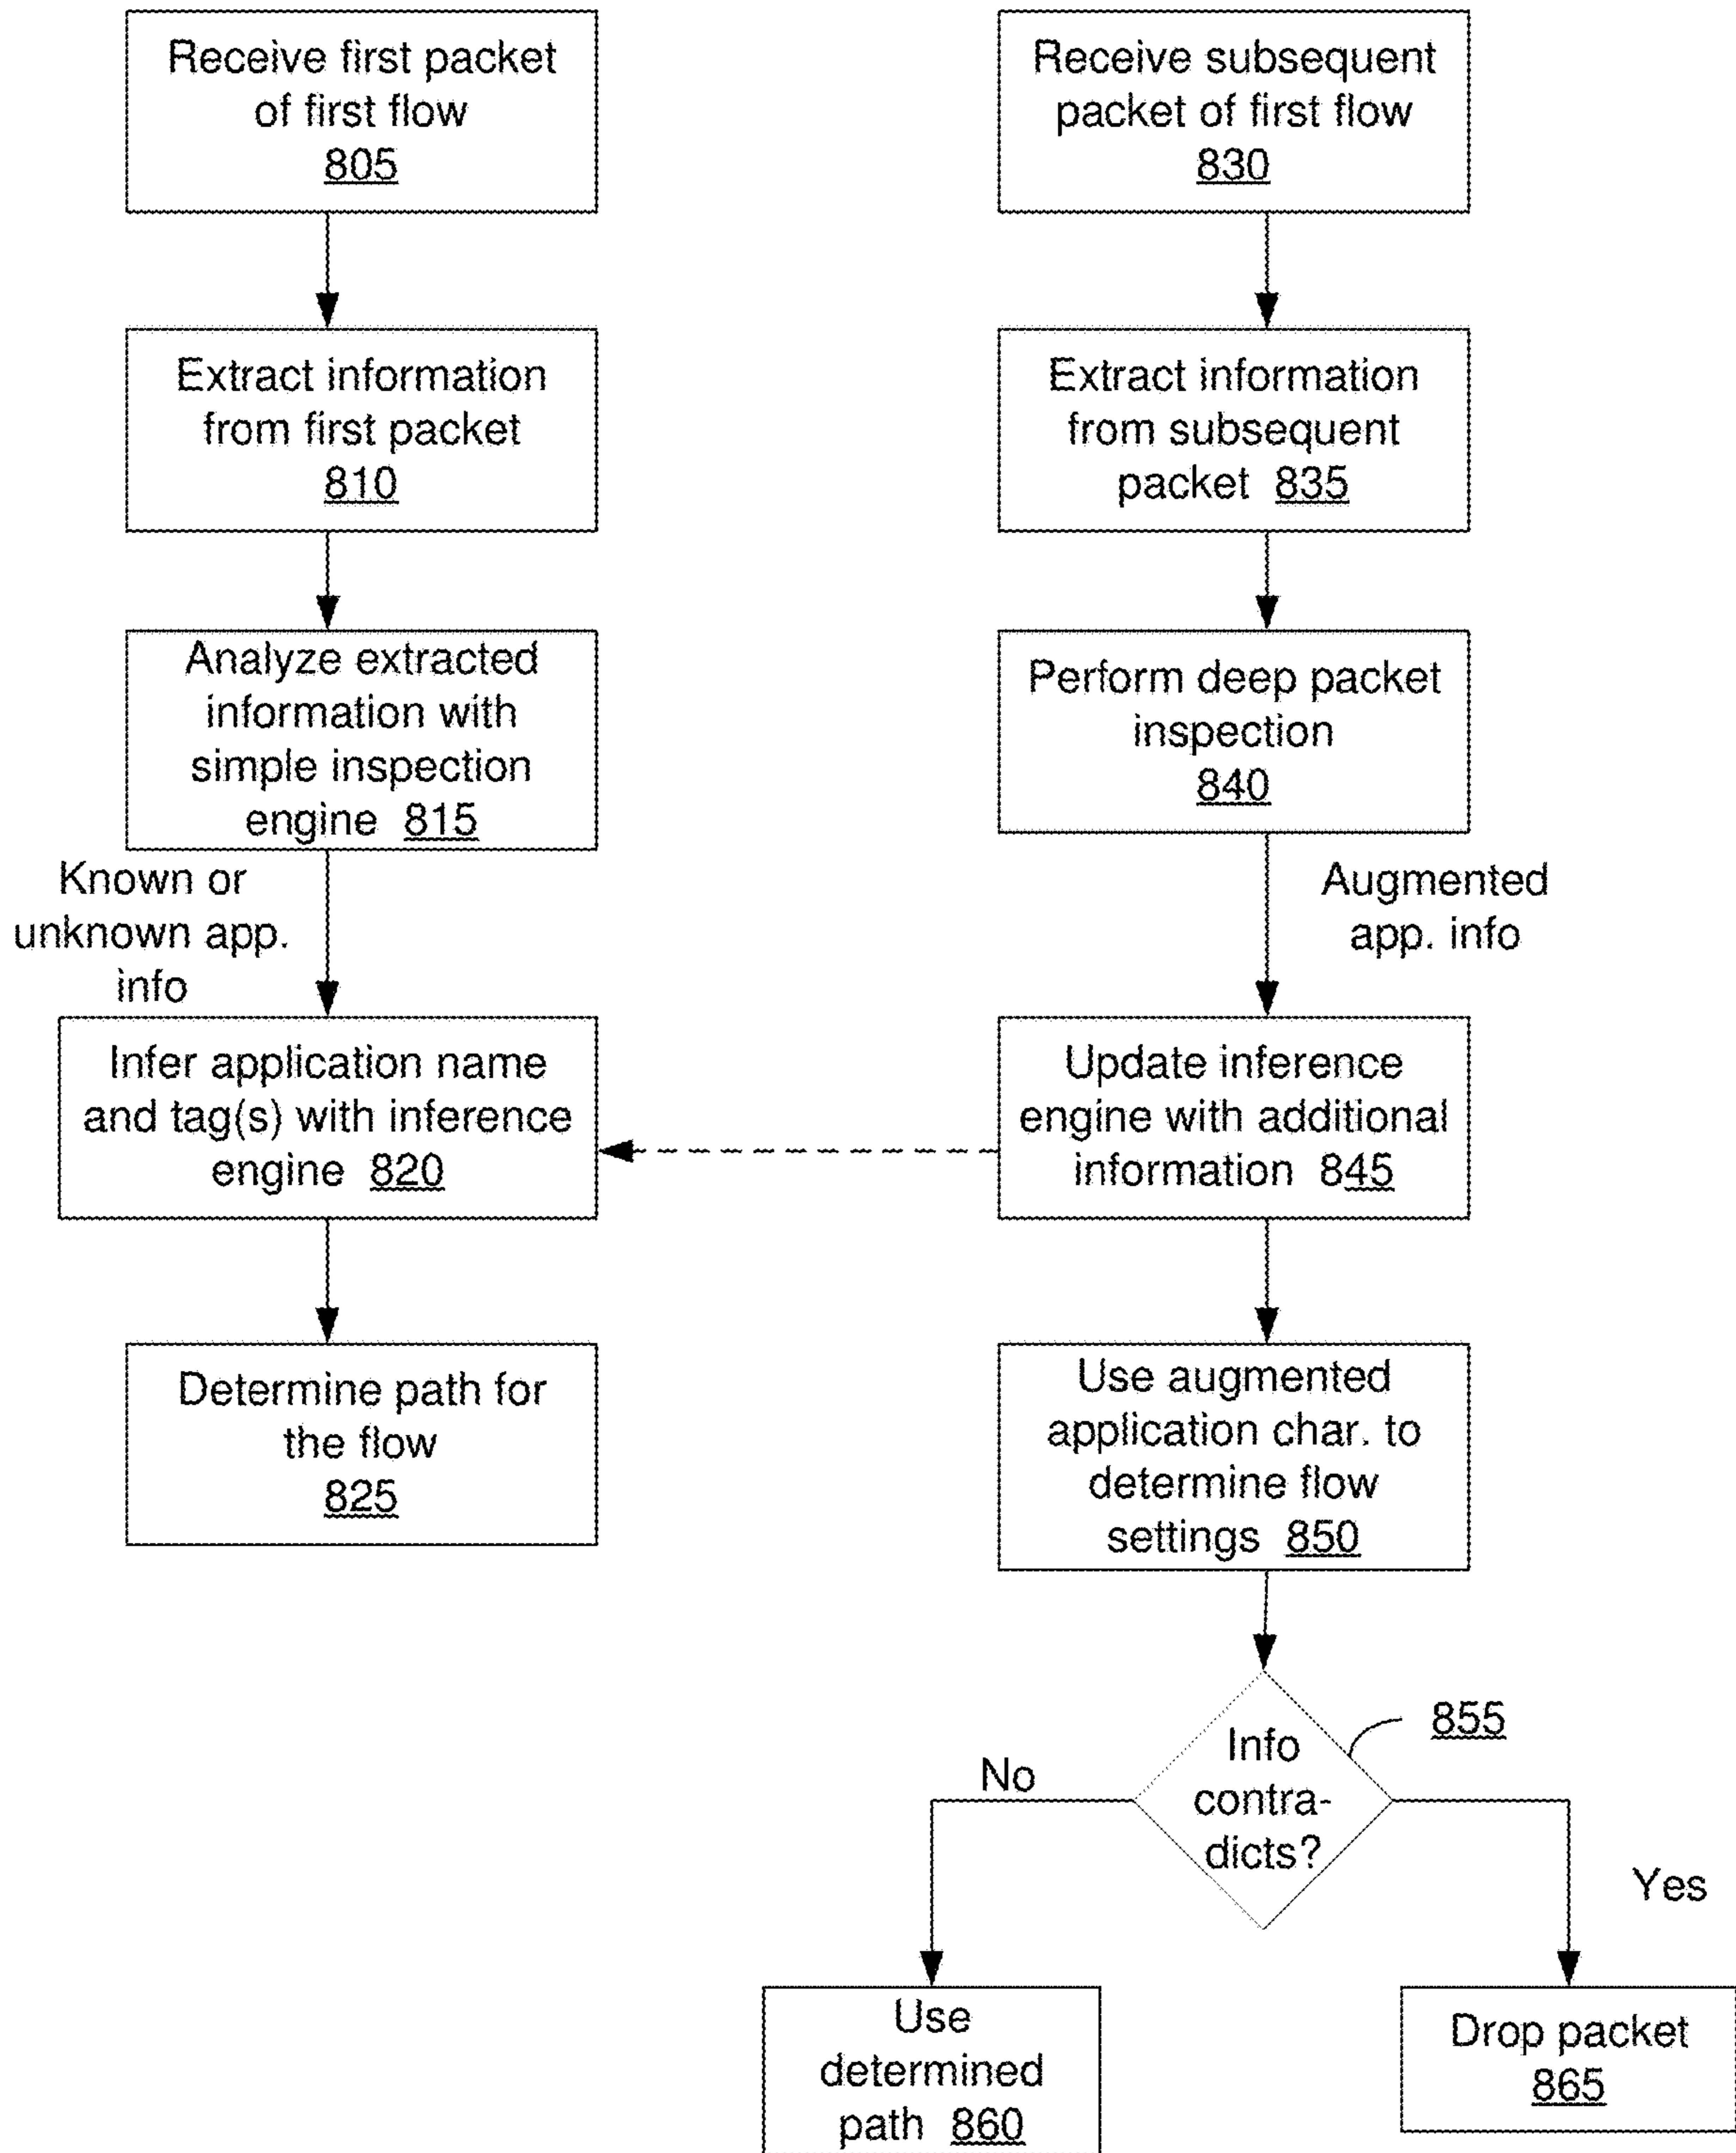 Receive first packet
of first flow
805
Extract information
from first packet
810
Analyze extracted
information with
simple inspection
engine 815
Known or
unknown app.
info
Infer application name
and tag(s) with inference
engine 820
Determine path for
the flow
825
Receive subsequent
packet of first flow
830
Extract information
from subsequent
packet 835
Perform deep packet
inspection
840
Augmented
app. info
Update inference
engine with additional
information 845
Use augmented
application char. to
determine flow
settings 850
Info
contra-
dicts?
855
No
Yes
Use
determined
path 860
Drop packet
865